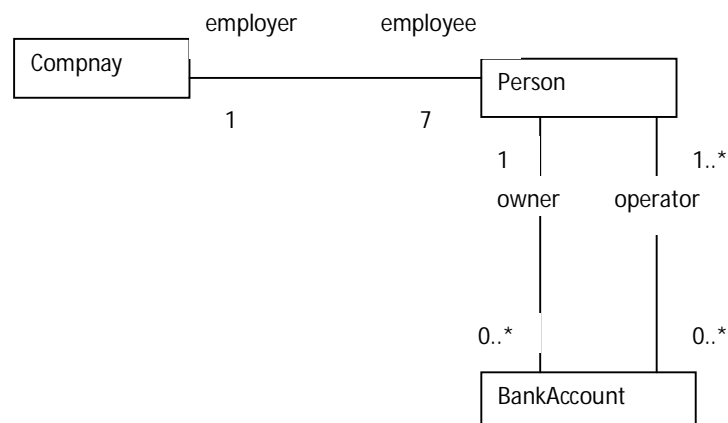 employer employee
Compnay
Person
1 7
1 1..*
owner operator
0..* 0..*
BankAccount